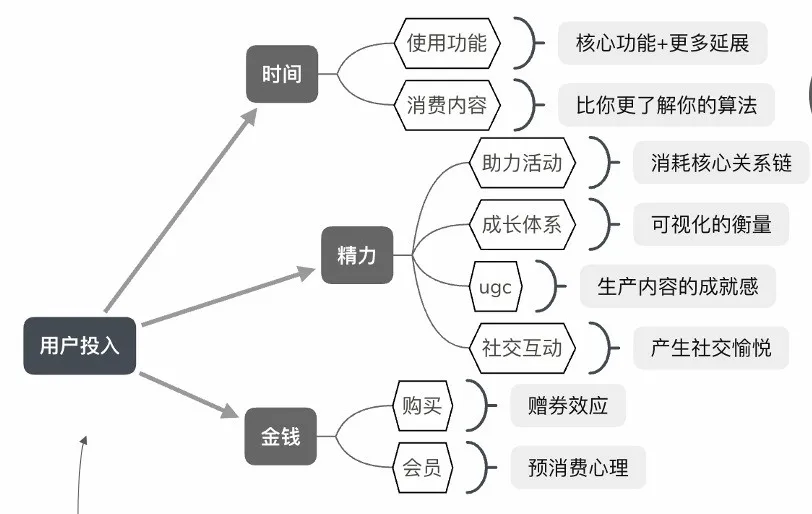 用户投入
时间
使用功能
核心功能+更多延展
消费内容
比你更了解你的算法
精力
助力活动
消耗核心关系链
成长体系
可视化的衡量
ugc
生产内容的成就感
社交互动
产生社交愉悦
金钱
购买
赠券效应
会员
预消费心理